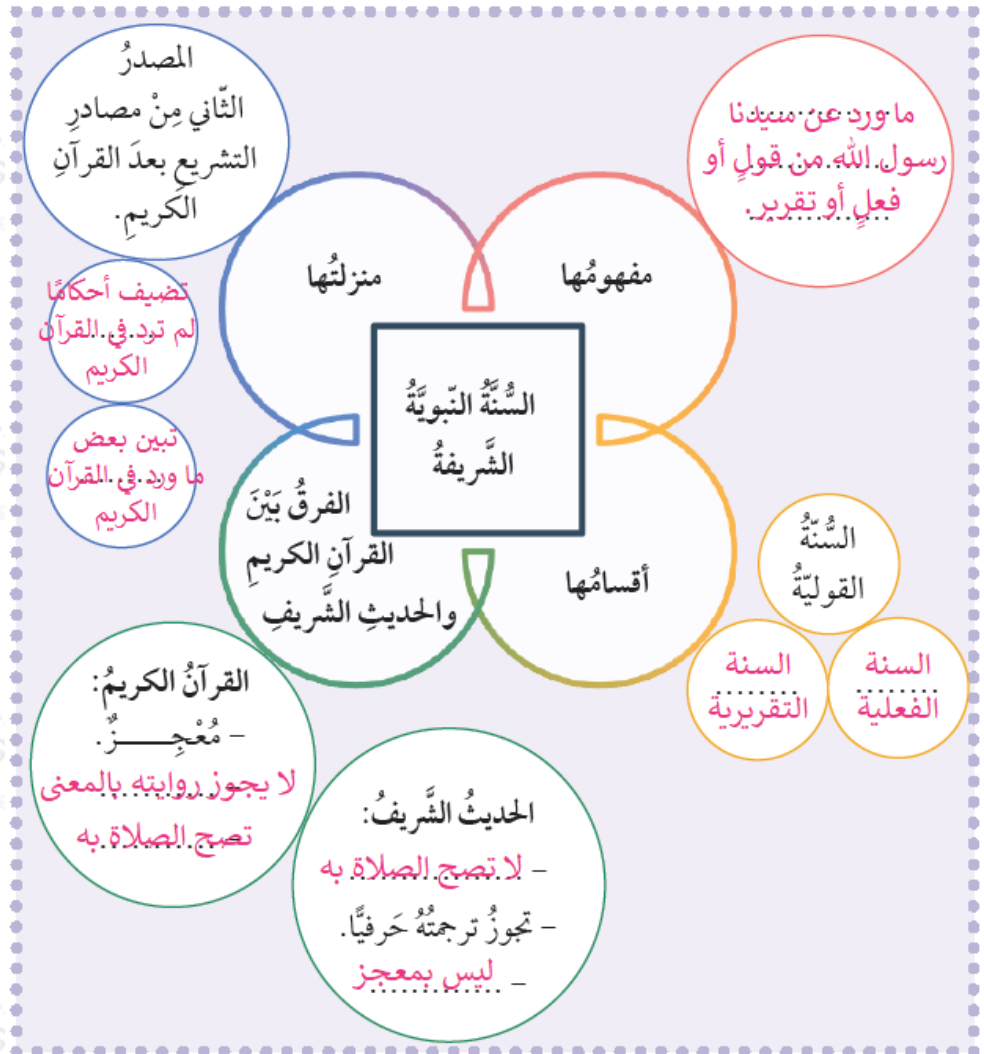 السُّنَّةُ النّبويَّةُ
الشَّريفةُ
مفهومُها
ما ورد عن سيدنا
رسول الله من قولٍ أو
فعلٍ أو تقرير.
منزلتُها
المصدرُ
الثّاني مِنْ مصادرِ
التشريعِ بعدَ القرآنِ
الكريمِ.
تضيف أحكامًا
لم ترد في القرآن
الكريم
تبين بعض
ما ورد في القرآن
الكريم
أقسامُها
السُّنّةُ
القوليّةُ
السنة
الفعلية
السنة
التقريرية
الفرقُ بَيْنَ
القرآنِ الكريمِ
والحديثِ الشَّريفِ
القرآنُ الكريمُ:
– مُعْجِـــــزٌ.
– لا يجوز روايته بالمعنى
– تصح الصلاة به
الحديثُ الشَّريفُ:
– لا تصح الصلاة به
– تجوزُ ترجمتُهُ حَرفيًّا.
– ليس بمعجز